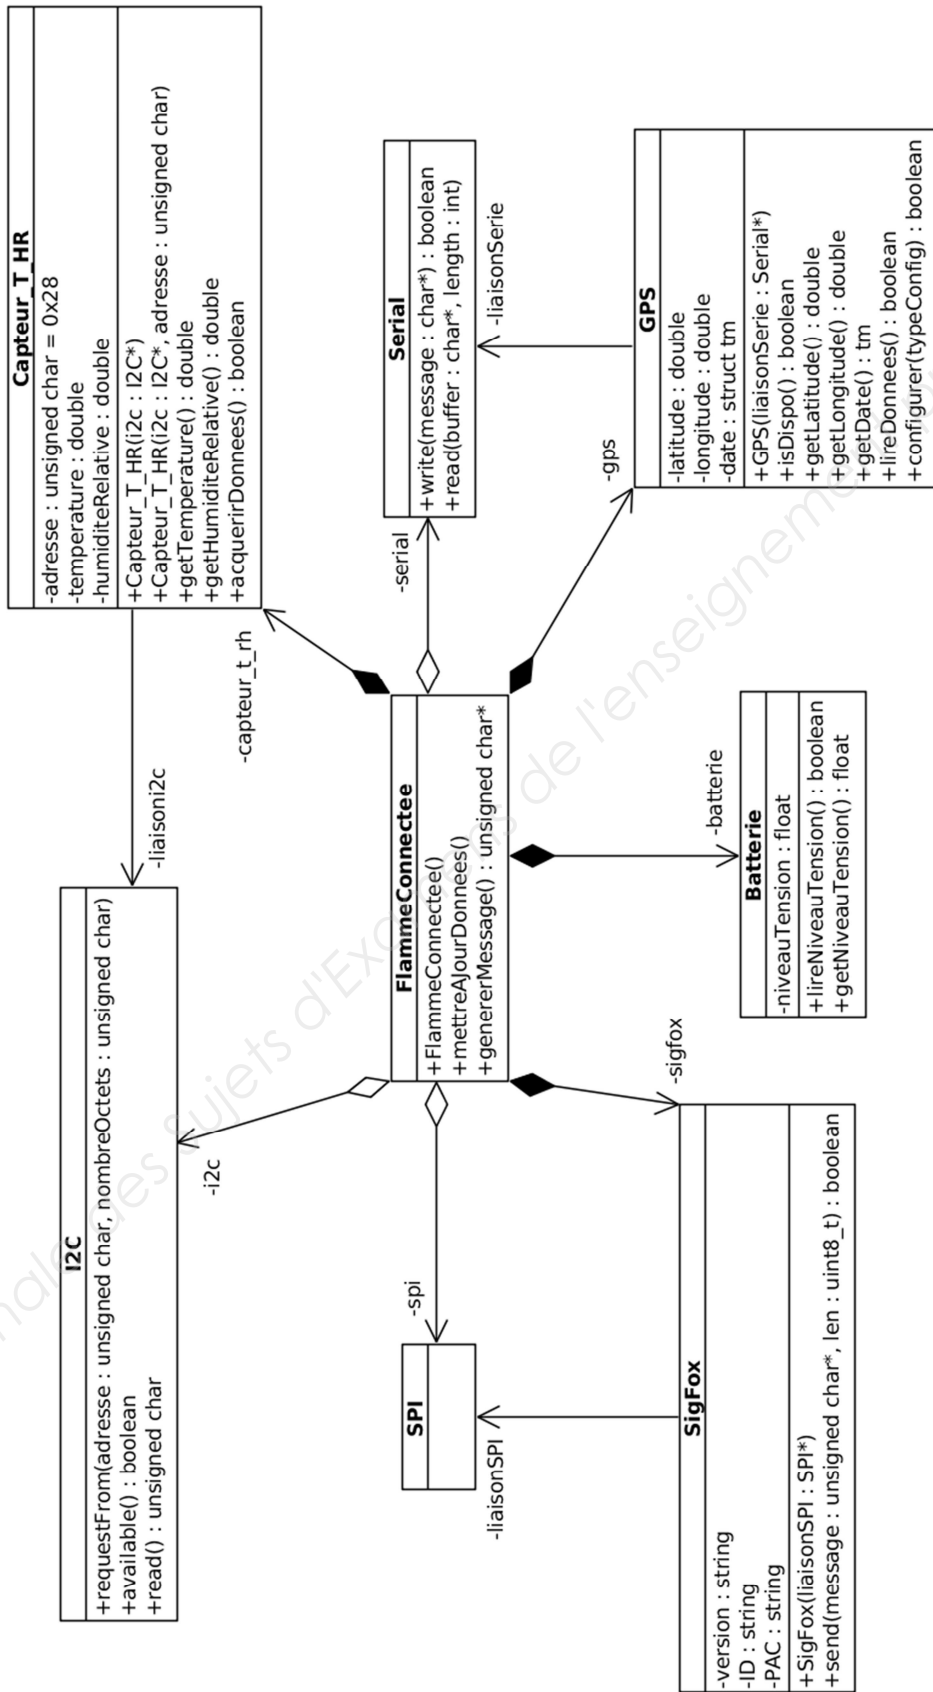 I2C
+requestFrom(adresse : unsigned char, nombreOctets : unsigned char)
+available() : boolean
+read() : unsigned char
-liaisoni2c
Capteur_T_HR
-adresse : unsigned char = 0x28
-temperature : double
-humiditeRelative : double
+Capteur_T_HR(i2c : I2C*)
+Capteur_T_HR(i2c : I2C*, adresse : unsigned char)
+getTemperature() : double
+getHumiditeRelative() : double
+acquerirDonnees() : boolean
-i2c
-capteur_t_rh
SPI
-spi
FlammeConnectee
+FlammeConnectee()
+mettreAJourDonnees()
+genererMessage() : unsigned char*
-serial
Serial
+write(message : char*) : boolean
+read(buffer : char*, length : int)
-liaisonSPI
-liaisonSerie
-sigfox
-batterie
-gps
SigFox
-version : string
-ID : string
-PAC : string
+SigFox(liaisonSPI : SPI*)
+send(message : unsigned char*, len : uint8_t) : boolean
Batterie
-niveauTension : float
+lireNiveauTension() : boolean
+getNiveauTension() : float
GPS
-latitude : double
-longitude : double
-date : struct tm
+GPS(liaisonSerie : Serial*)
+isDispo() : boolean
+getLatitude() : double
+getLongitude() : double
+getDate() : tm
+lireDonnees() : boolean
+configurer(typeConfig) : boolean
des Sujets d'Examens de l'enseignement